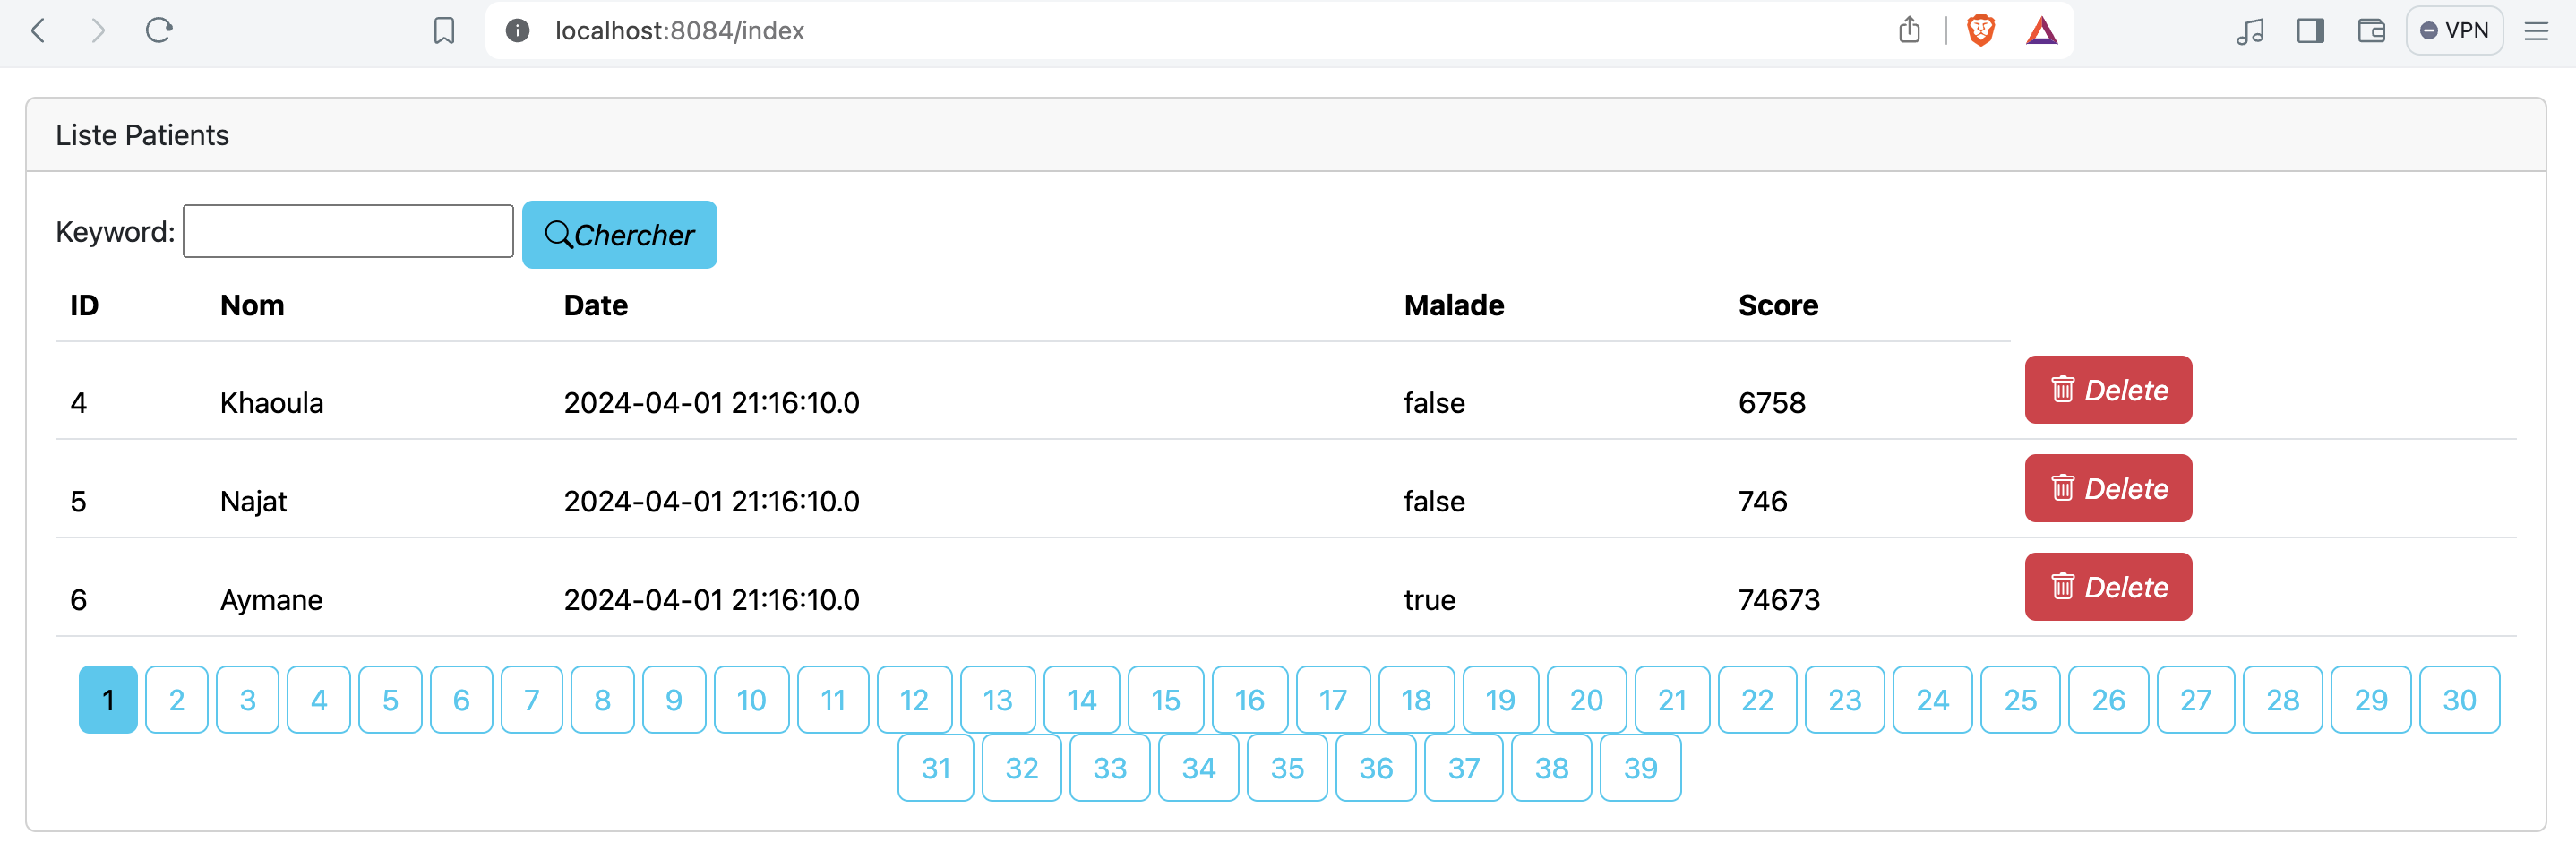 localhost:8084/index
VPN
Liste Patients
Keyword: Chercher
ID Nom Date Malade Score
4 Khaoula 2024-04-01 21:16:10.0 false 6758 Delete
5 Najat 2024-04-01 21:16:10.0 false 746 Delete
6 Aymane 2024-04-01 21:16:10.0 true 74673 Delete
1 2 3 4 5 6 7 8 9 10 11 12 13 14 15 16 17 18 19 20 21 22 23 24 25 26 27 28 29 30
31 32 33 34 35 36 37 38 39